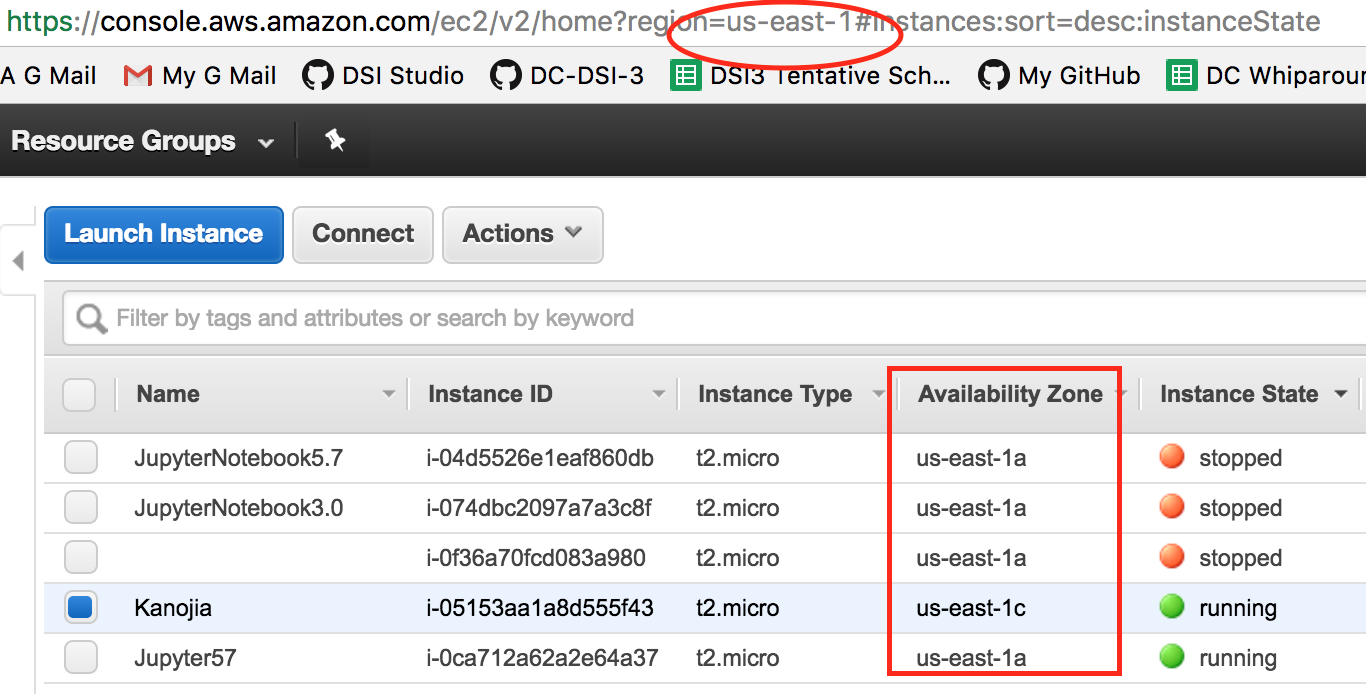 https://console.aws.amazon.com/ec2/v2/home?region=us-east-1#Instances:sort=desc:instanceState
A G Mail My G Mail DSI Studio DC-DSI-3 DSI3 Tentative Sch... My GitHub DC Whiparour
Resource Groups
Launch Instance Connect Actions
Filter by tags and attributes or search by keyword
Name Instance ID Instance Type Availability Zone Instance State
JupyterNotebook5.7 i-04d5526e1eaf860db t2.micro us-east-1a stopped
JupyterNotebook3.0 i-074dbc2097a7a3c8f t2.micro us-east-1a stopped
i-0f36a70fcd083a980 t2.micro us-east-1a stopped
Kanojia i-05153aa1a8d555f43 t2.micro us-east-1c running
Jupyter57 i-0ca712a62a2e64a37 t2.micro us-east-1a running